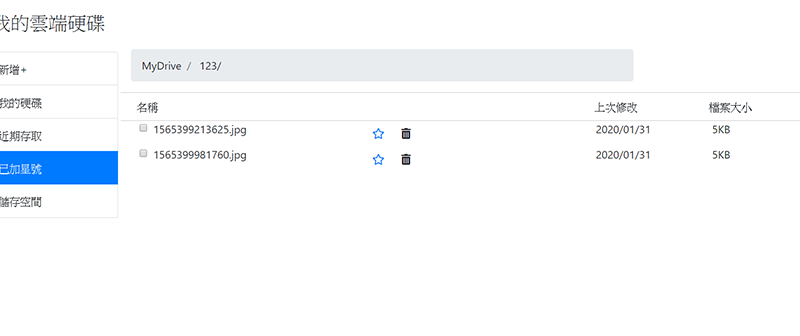 我的雲端硬碟
新增+
我的硬碟
近期存取
已加星號
儲存空間
MyDrive / 123/
名稱 上次修改 檔案大小
1565399213625.jpg 2020/01/31 5KB
1565399981760.jpg 2020/01/31 5KB